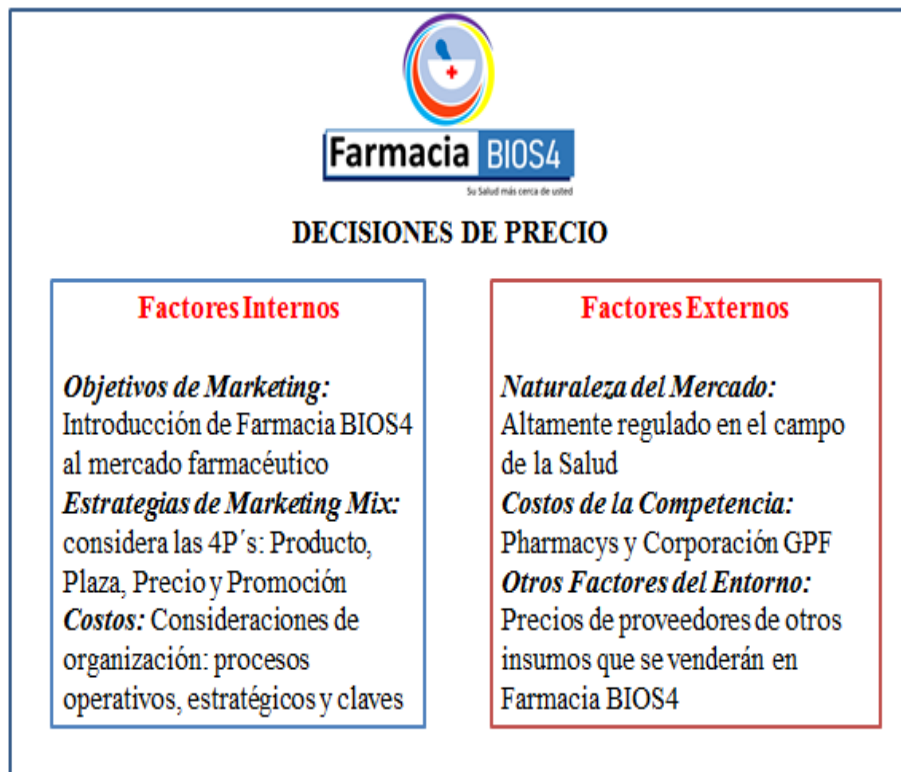 Farmacia BIOS4
Su Salud más cerca de usted
DECISIONES DE PRECIO
Factores Internos
Objetivos de Marketing:
Introducción de Farmacia BIOS4
al mercado farmacéutico
Estrategias de Marketing Mix:
considera las 4P´s: Producto,
Plaza, Precio y Promoción
Costos: Consideraciones de
organización: procesos
operativos, estratégicos y claves
Factores Externos
Naturaleza del Mercado:
Altamente regulado en el campo
de la Salud
Costos de la Competencia:
Pharmacys y Corporación GPF
Otros Factores del Entorno:
Precios de proveedores de otros
insumos que se venderán en
Farmacia BIOS4